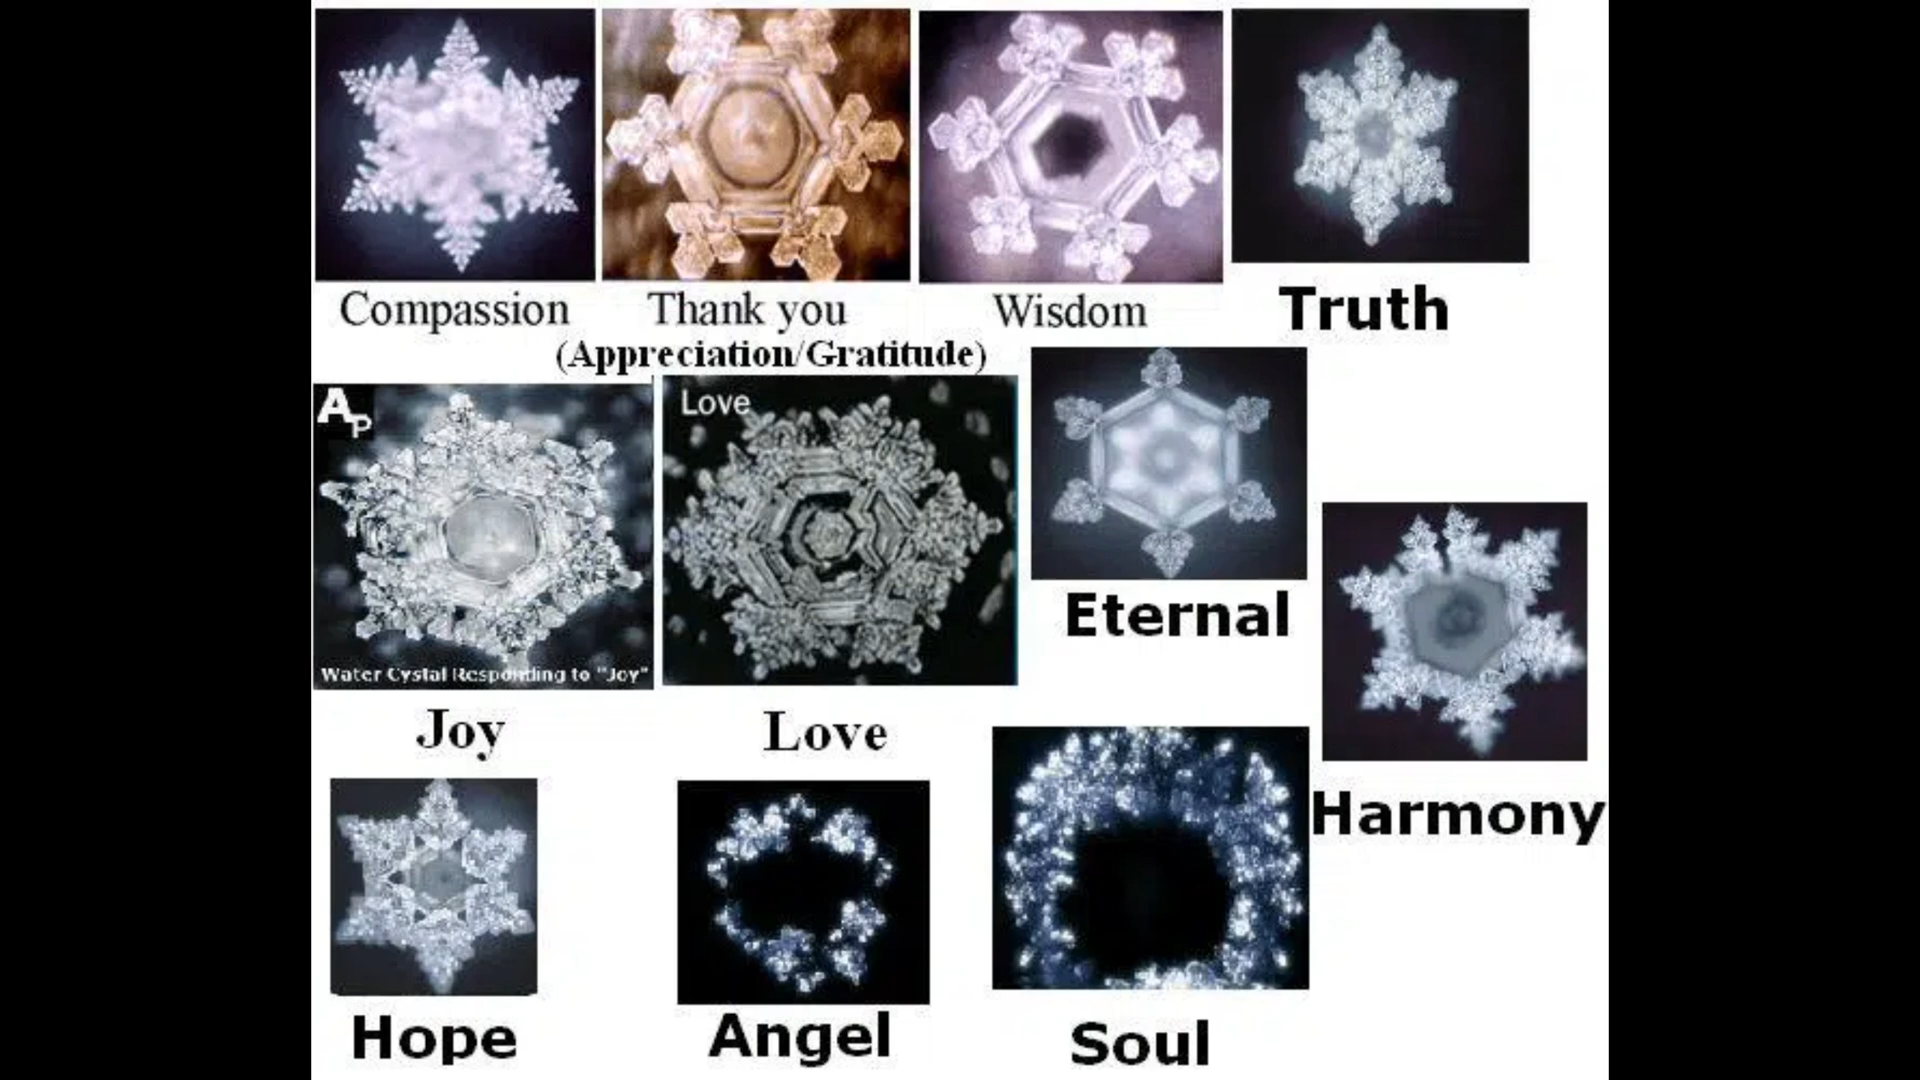 Compassion
Thank you
Wisdom
Truth
(Appreciation/Gratitude)
AP
Love
Water Cystal Responding to "Joy"
Eternal
Joy
Love
Harmony
Hope
Angel
Soul